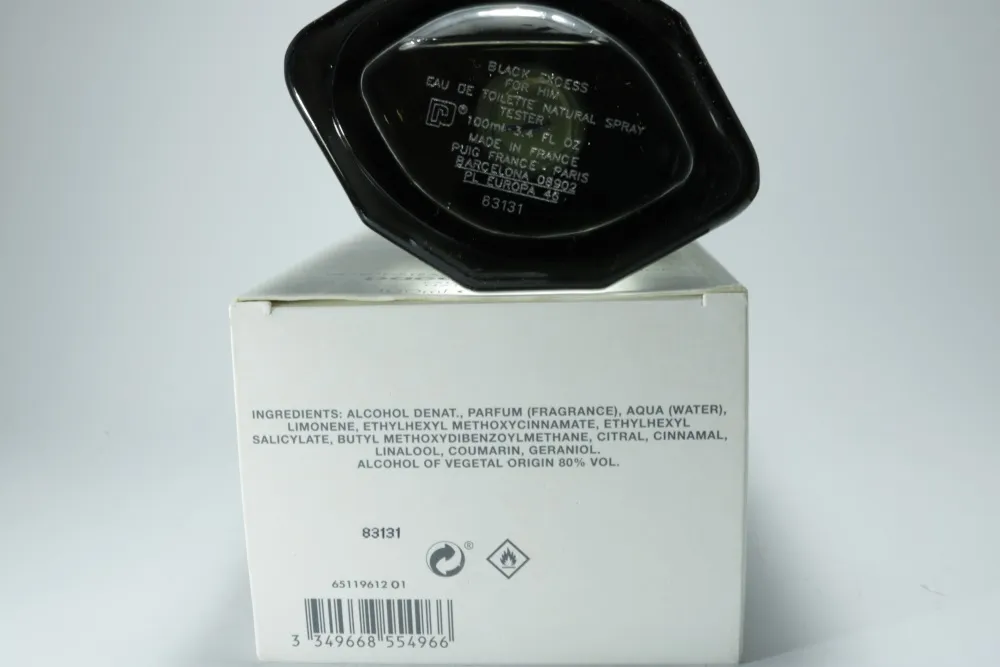 BLACK XCESS
FOR HIM
EAU DE TOILETTE NATURAL SPRAY
TESTER
® 100ml 3.4 FL OZ
MADE IN FRANCE
PUIG FRANCE • PARIS
BARCELONA 08902
PL EUROPA 46
83131
INGREDIENTS: ALCOHOL DENAT., PARFUM (FRAGRANCE), AQUA (WATER),
LIMONENE, ETHYLHEXYL METHOXYCINNAMATE, ETHYLHEXYL
SALICYLATE, BUTYL METHOXYDIBENZOYLMETHANE, CITRAL, CINNAMAL,
LINALOOL, COUMARIN, GERANIOL.
ALCOHOL OF VEGETAL ORIGIN 80% VOL.
83131
®
65119612 01
3 349668 554966